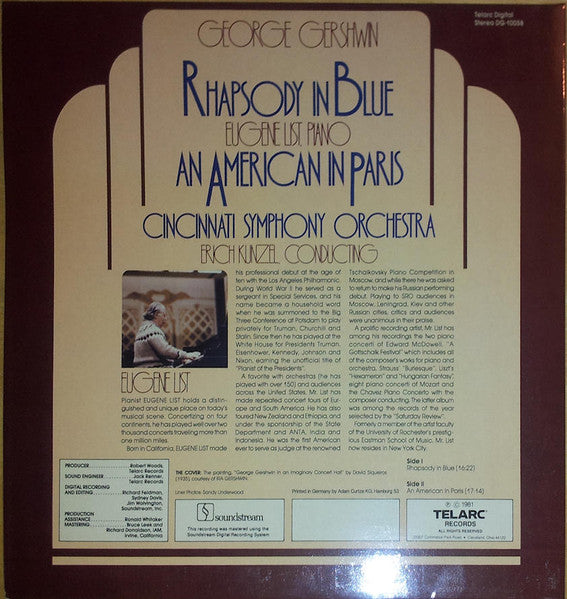 Telarc Digital
Stereo DG-10058
GEORGE GERSHWIN
RHAPSODY IN BLUE
EUGENE LIST, PIANO
AN AMERICAN IN PARIS
CINCINNATI SYMPHONY ORCHESTRA
ERICH KUNZEL, CONDUCTING
EUGENE LIST
Pianist EUGENE LIST holds a distin-
guished and unique place on today's
musical scene. Concertizing on four
continents, he has played well over two
thousand concerts traveling more than
one million miles.
Born in California, EUGENE LIST made
his professional debut at the age of
ten with the Los Angeles Philharmonic.
During World War II he served as a
sergeant in Special Services, and his
name became a household word
when he was summoned to the Big
Three Conference at Potsdam to play
privately for Truman, Churchill and
Stalin. Since then he has played at the
White House for Presidents Truman,
Eisenhower, Kennedy, Johnson and
Nixon, earning the unofficial title of
"Pianist of the Presidents".
A favorite with orchestras (he has
played with over 150) and audiences
across the United States, Mr. List has
made repeated concert tours of Eur-
ope and South America. He has also
toured New Zealand and Ethiopia, and
under the sponsorship of the State
Department and ANTA, India and
Indonesia. He was the first American
ever to serve as judge at the renowned
Tschaikovsky Piano Competition in
Moscow, and while there he was asked
to return to make his Russian performing
debut. Playing to SRO audiences in
Moscow, Leningrad, Kiev and other
Russian cities, critics and audiences
were unanimous in their praise.
A prolific recording artist, Mr. List has
among his recordings the two piano
concerti of Edward McDowell, "A
Gottschalk Festival" which includes all
of the composer's works for piano and
orchestra, Strauss' "Burlesque", Liszt's
"Hexameron" and "Hungarian Fantasy",
eight piano concerti of Mozart and
the Chavez Piano Concerto with the
composer conducting. The latter album
was among the records of the year
selected by the "Saturday Review".
Formerly a member of the artist faculty
of the University of Rochester's prestig-
ious Eastman School of Music, Mr. List
now resides in New York City.
PRODUCER Robert Woods,
Telarc Records
SOUND ENGINEER Jack Renner,
Telarc Records
DIGITAL RECORDING
AND EDITING Richard Feldman,
Sydney Davis,
Jim Wolvington,
Soundstream, Inc.
PRODUCTION
ASSISTANCE Ronald Whitaker
MASTERING Bruce Leek and
Richard Donaldson, IAM,
Irvine, California
THE COVER: The painting, "George Gershwin in an Imaginary Concert Hall" by David Siqueiros
(1936), courtesy of IRA GERSHWIN.
Liner Photos: Sandy Underwood
Printed in Germany by Adam Gurtze KG, Hamburg 53
soundstream
This recording was mastered using the
Soundstream Digital Recording System
Side I
Rhapsody in Blue (16:22)
Side II
An American in Paris (17:14)
℗ © 1981
TELARC
RECORDS
ALL RIGHTS RESERVED